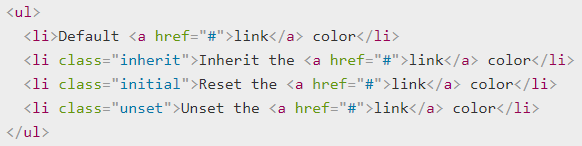 <ul>
  <li>Default <a href="#">link</a> color</li>
  <li class="inherit">Inherit the <a href="#">link</a> color</li>
  <li class="initial">Reset the <a href="#">link</a> color</li>
  <li class="unset">Unset the <a href="#">link</a> color</li>
</ul>